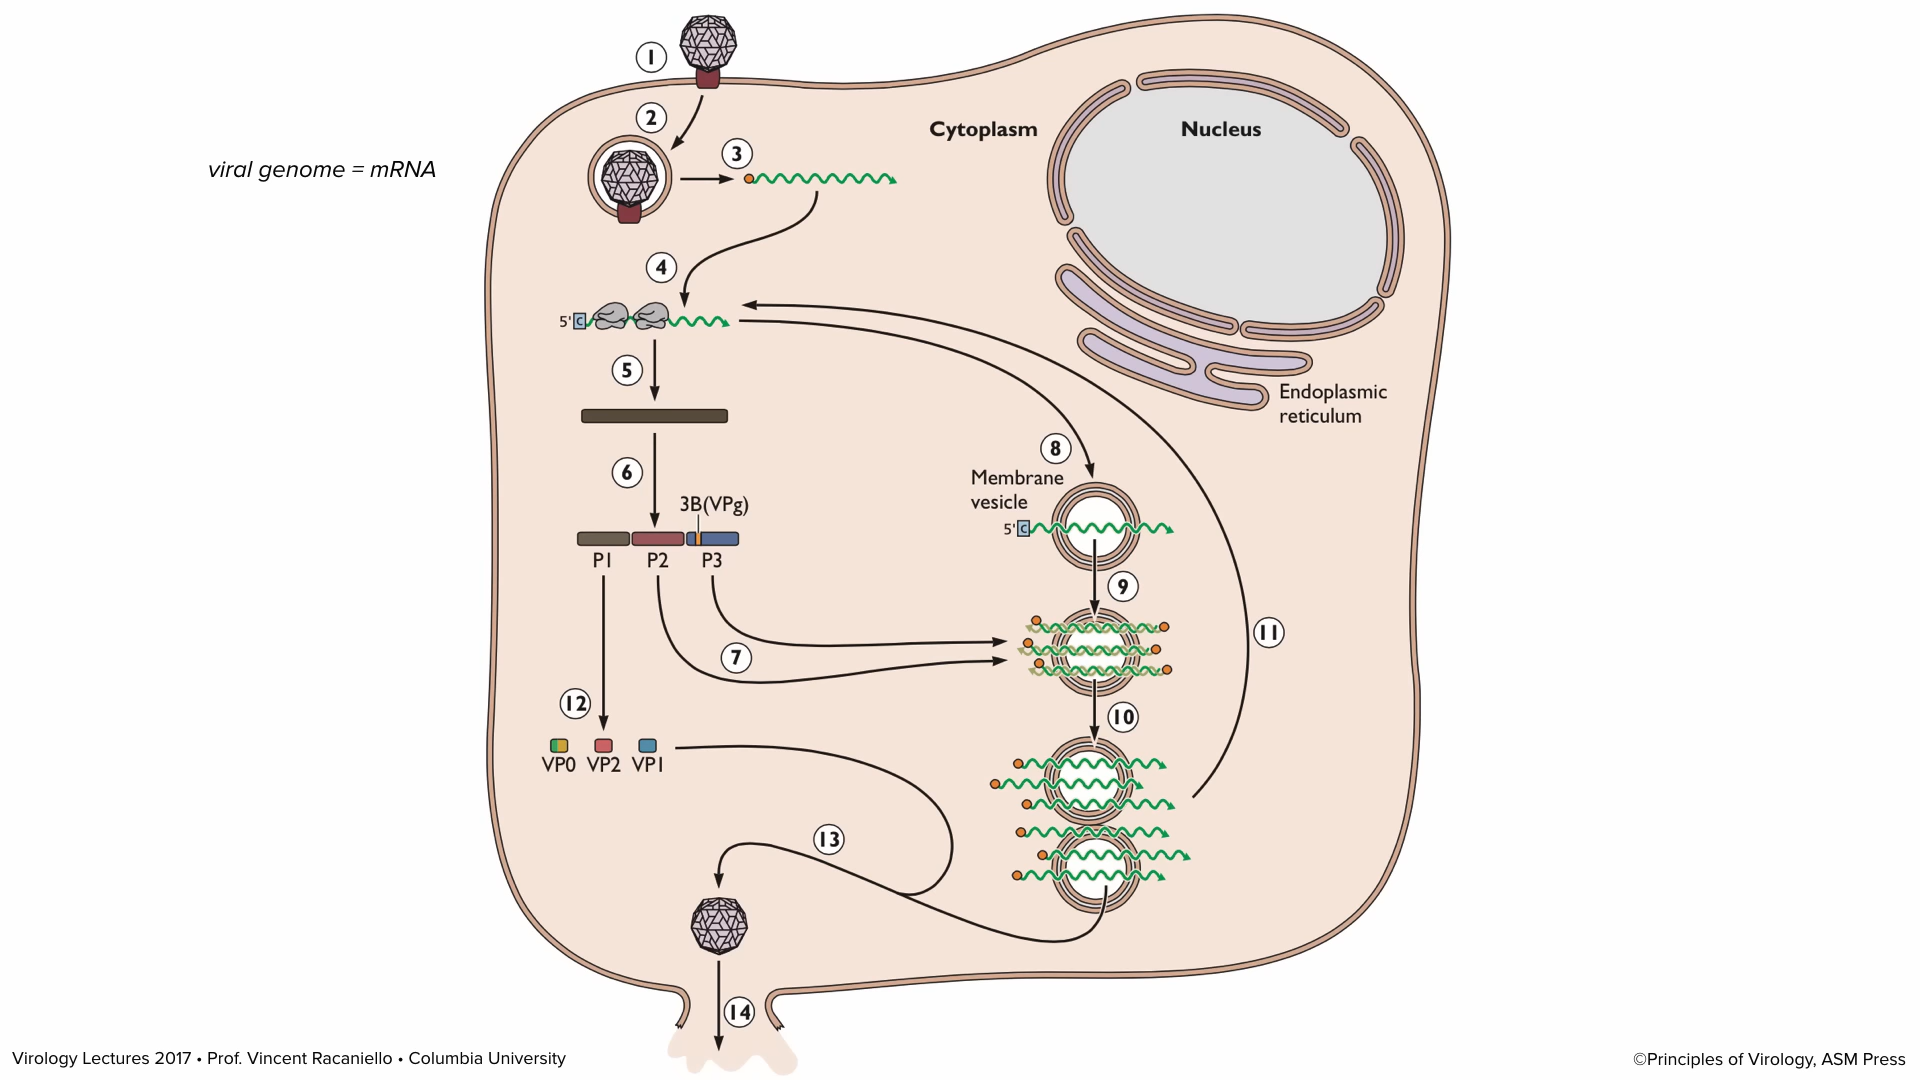 1
2
3
Cytoplasm
Nucleus
viral genome = mRNA
4
5' c
5
Endoplasmic
reticulum
6
8
Membrane
vesicle
3B(VPg)
5' c
P1 P2 P3
9
7
11
12
10
VP0 VP2 VP1
13
14
Virology Lectures 2017 • Prof. Vincent Racaniello • Columbia University
©Principles of Virology, ASM Press